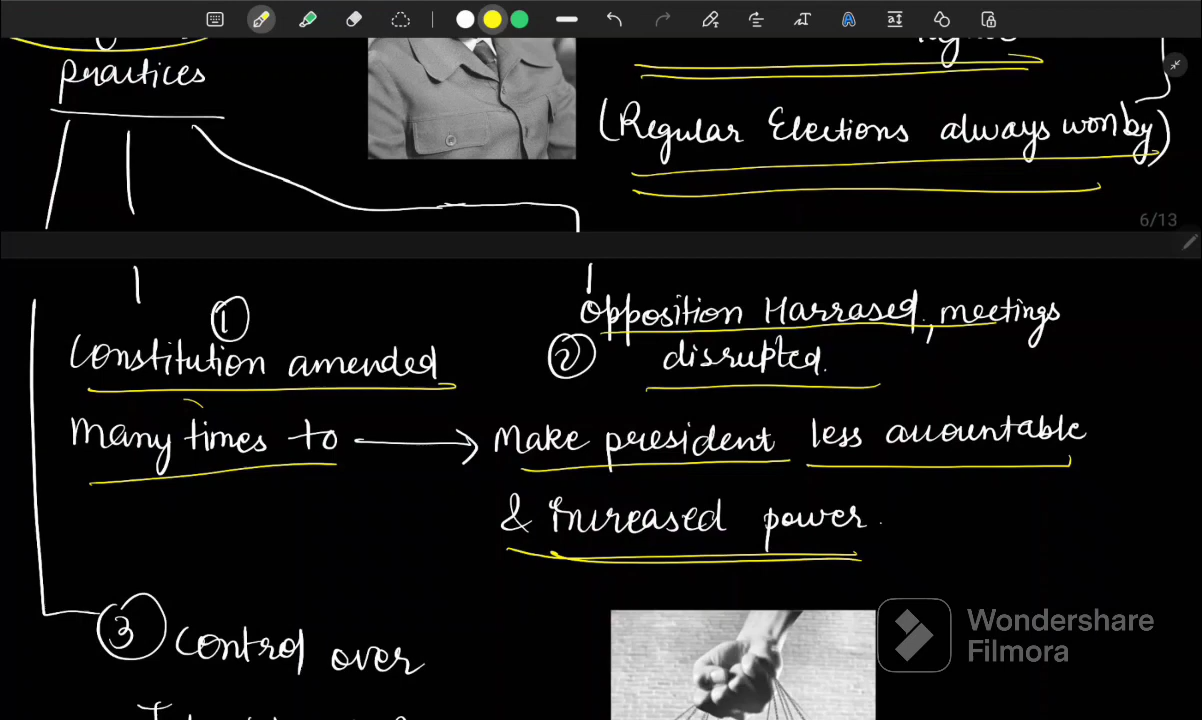 practices
(Regular Elections always won by)
6/13
①
Constitution amended
many times to → Make president less accountable
& increased power.
opposition Harrased, meetings
② disrupted.
③ Control over
Wondershare
Filmora